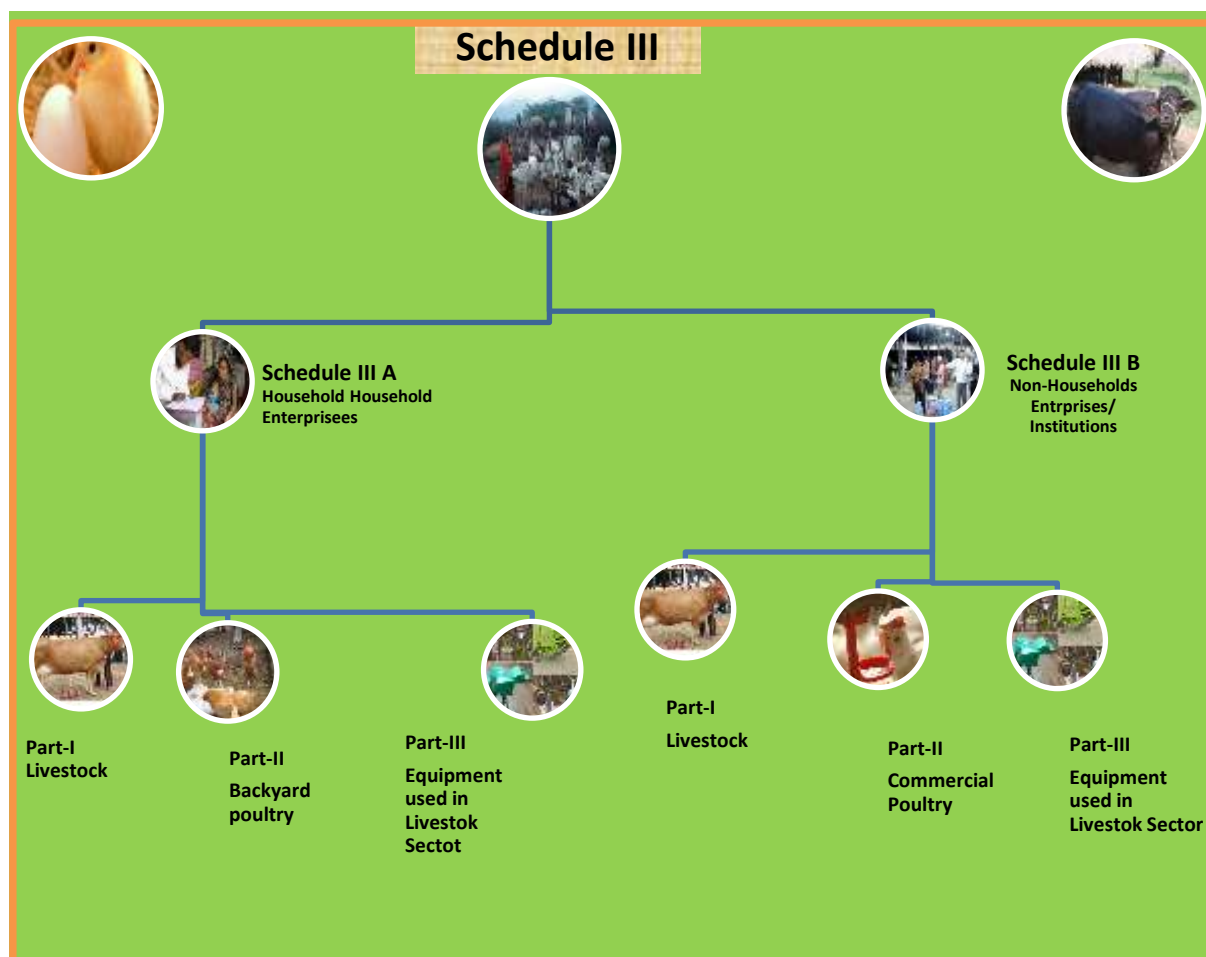 Schedule III
Schedule III A
Household Household
Enterprisees
Schedule III B
Non-Households
Entrprises/
Institutions
Part-I
Livestock
Part-II
Backyard
poultry
Part-III
Equipment
used in
Livestok
Sectot
Part-I
Livestock
Part-II
Commercial
Poultry
Part-III
Equipment
used in
Livestok Sector